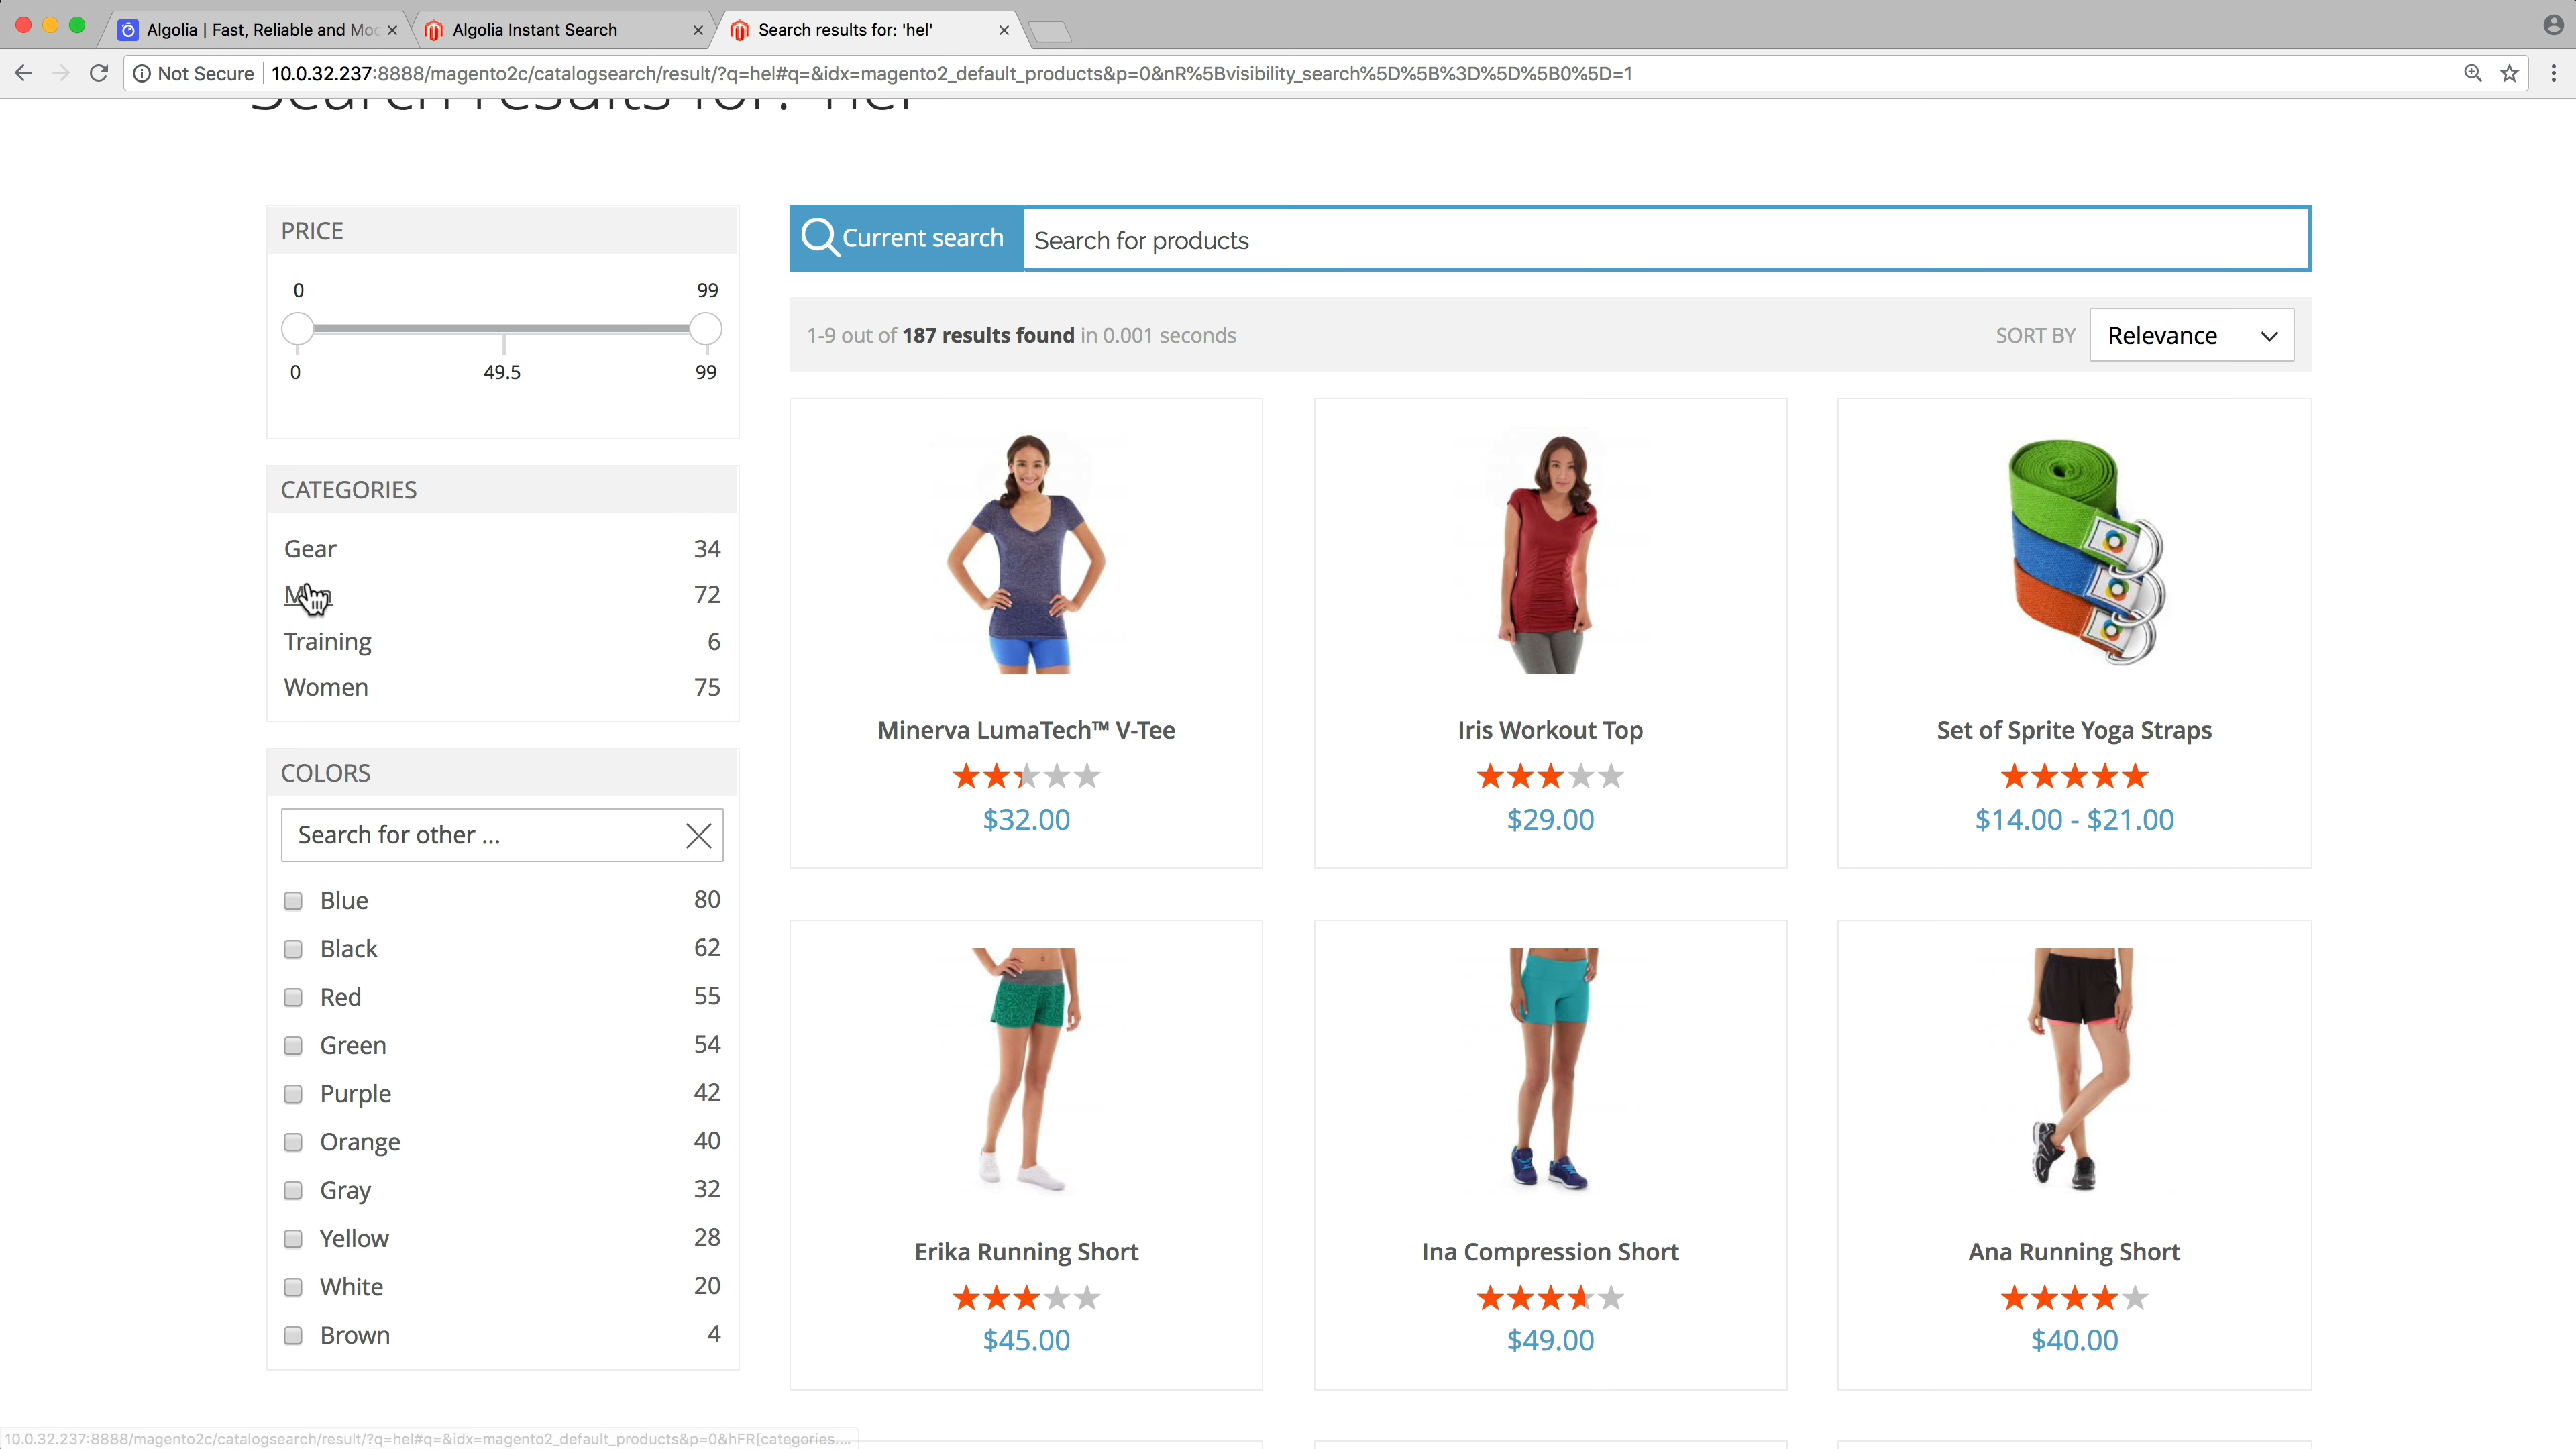 Algolia | Fast, Reliable and Mo
Algolia Instant Search
Search results for: 'hel'
Not Secure
10.0.32.237:8888/magento2c/catalogsearch/result/?q=hel#q=&idx=magento2_default_products&p=0&nR%5Bvisibility_search%5D%5B%3D%5D%5B0%5D=1
Search results for: 'hel'
PRICE
0 99
0 49.5 99
CATEGORIES
Gear 34
Men 72
Training 6
Women 75
COLORS
Search for other ...
Blue 80
Black 62
Red 55
Green 54
Purple 42
Orange 40
Gray 32
Yellow 28
White 20
Brown 4
Current search
Search for products
1-9 out of 187 results found in 0.001 seconds
SORT BY
Relevance
Minerva LumaTech™ V-Tee
$32.00
Iris Workout Top
$29.00
Set of Sprite Yoga Straps
$14.00 - $21.00
Erika Running Short
$45.00
Ina Compression Short
$49.00
Ana Running Short
$40.00
10.0.32.237:8888/magento2c/catalogsearch/result/?q=hel#q=&idx=magento2_default_products&p=0&hFR[categories....